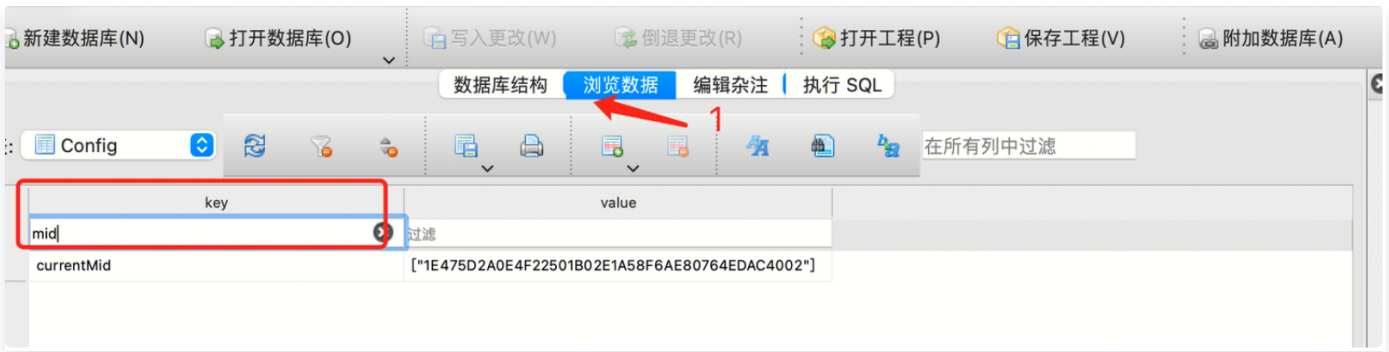 新建数据库(N) 打开数据库(O) 写入更改(W) 倒退更改(R) 打开工程(P) 保存工程(V) 附加数据库(A)
数据库结构 浏览数据 编辑杂注 执行 SQL
1
Config 在所有列中过滤
key value
mid 过滤
currentMid ["1E475D2A0E4F22501B02E1A58F6AE80764EDAC4002"]